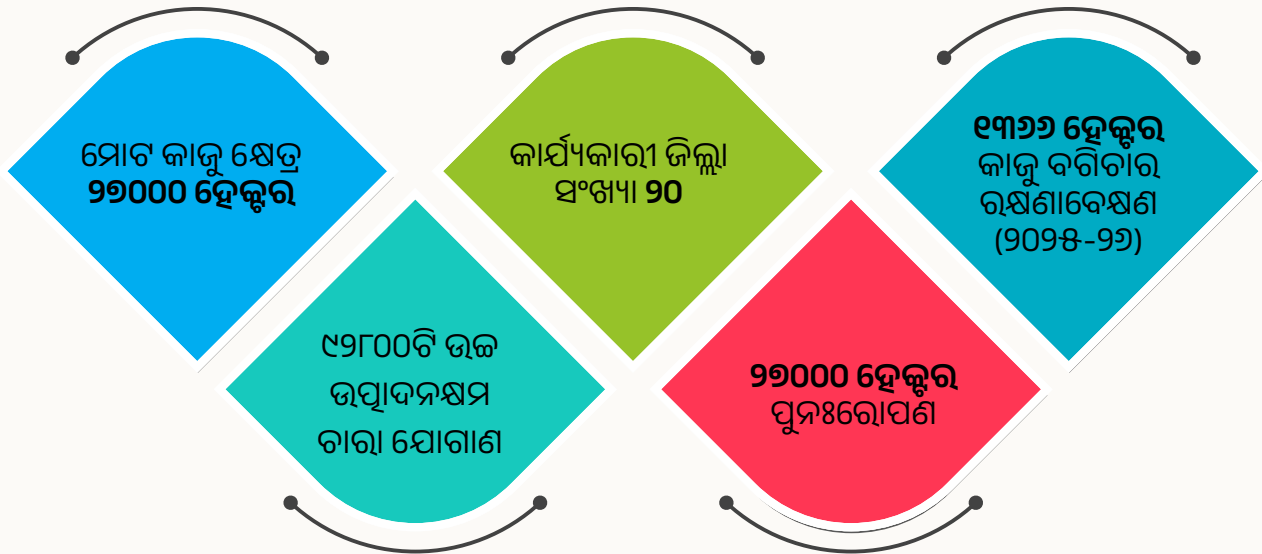 ମୋଟ କାଜୁ କ୍ଷେତ୍ର
୨୭୦୦୦ ହେକ୍ଟର
କାର୍ଯ୍ୟକାରୀ ଜିଲ୍ଲା
ସଂଖ୍ୟା ୨୦
୧୩୬୬ ହେକ୍ଟର
କାଜୁ ବଗିଚାର
ରକ୍ଷଣାବେକ୍ଷଣ
(୨୦୨୫-୨୬)
୯୨୮୦୦ଟି ଉଚ୍ଚ
ଉତ୍ପାଦନକ୍ଷମ
ଚାରା ଯୋଗାଣ
୨୭୦୦୦ ହେକ୍ଟର
ପୁନଃରୋପଣ